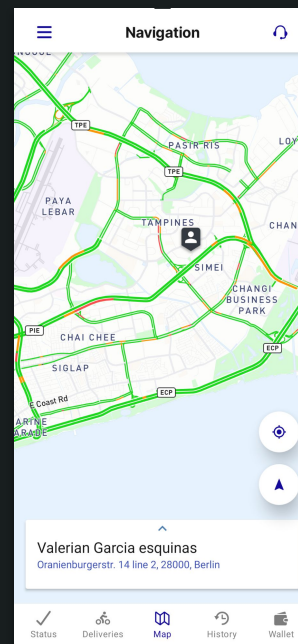 Navigation
TPE
PASIR RIS
LOY
TPE
PAYA
LEBAR
TAMPINES
CHAN
SIMEI
CHANGI
BUSINESS
PARK
PIE
CHAI CHEE
ECP
SIGLAP
ECP
E Coast Rd
ARINE
ARADE
Valerian Garcia esquinas
Oranienburgerstr. 14 line 2, 28000, Berlin
Status
Deliveries
Map
History
Wallet